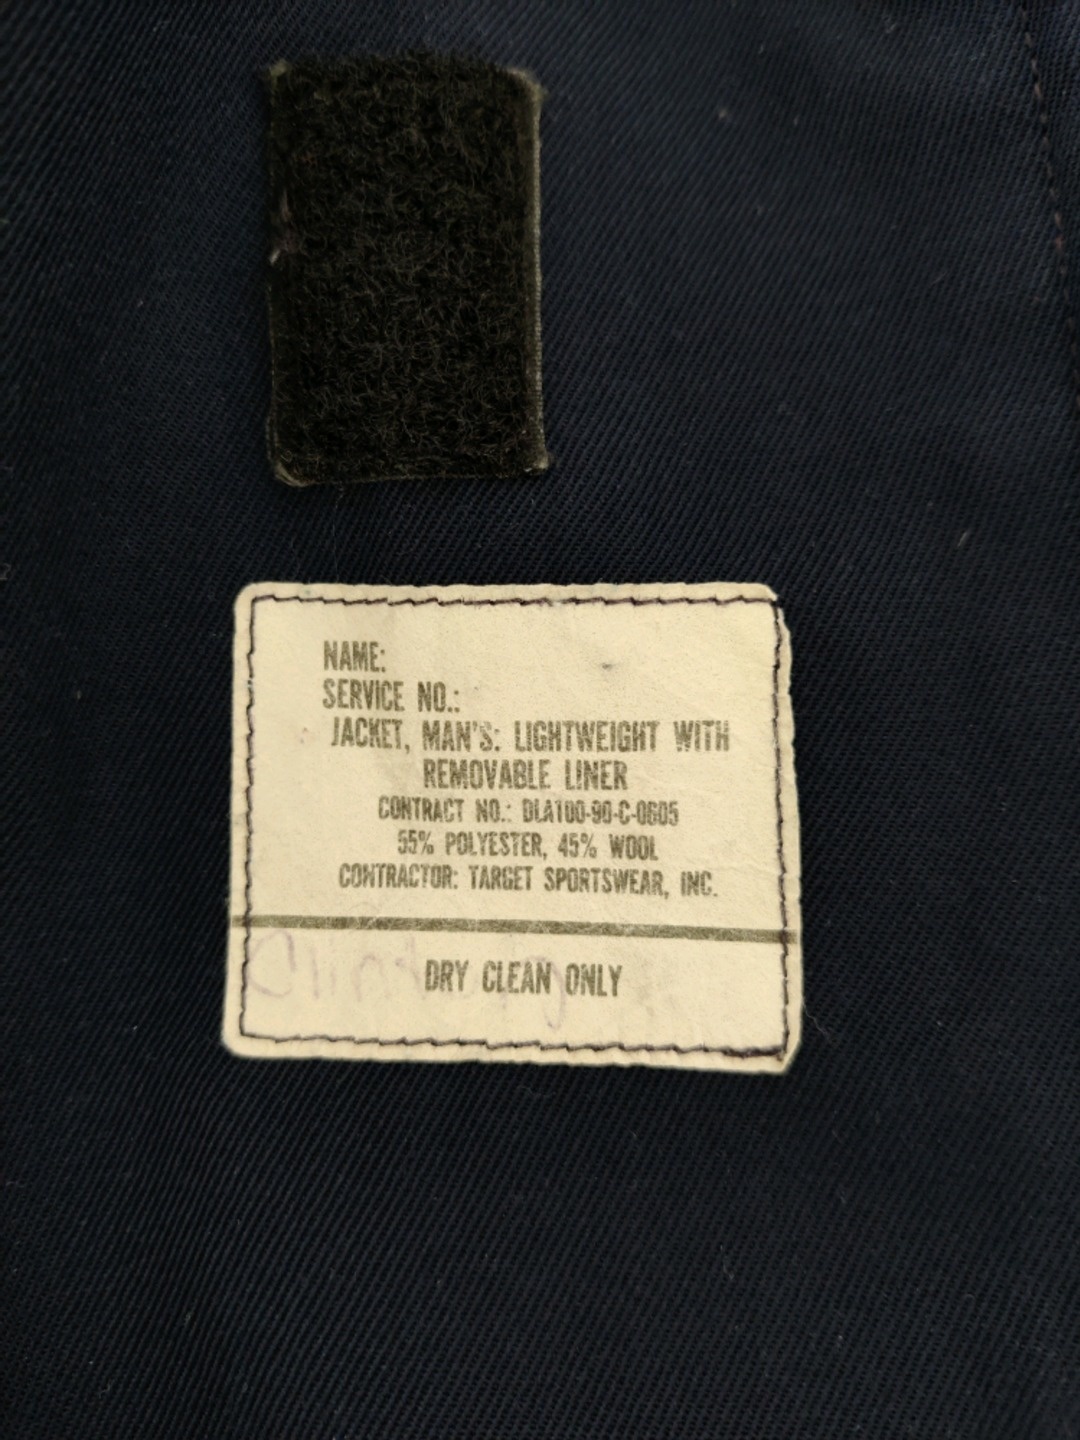 NAME:
SERVICE NO.:
JACKET, MAN'S: LIGHTWEIGHT WITH
REMOVABLE LINER
CONTRACT NO.: DLA100-90-C-0605
55% POLYESTER, 45% WOOL
CONTRACTOR: TARGET SPORTSWEAR, INC.
DRY CLEAN ONLY